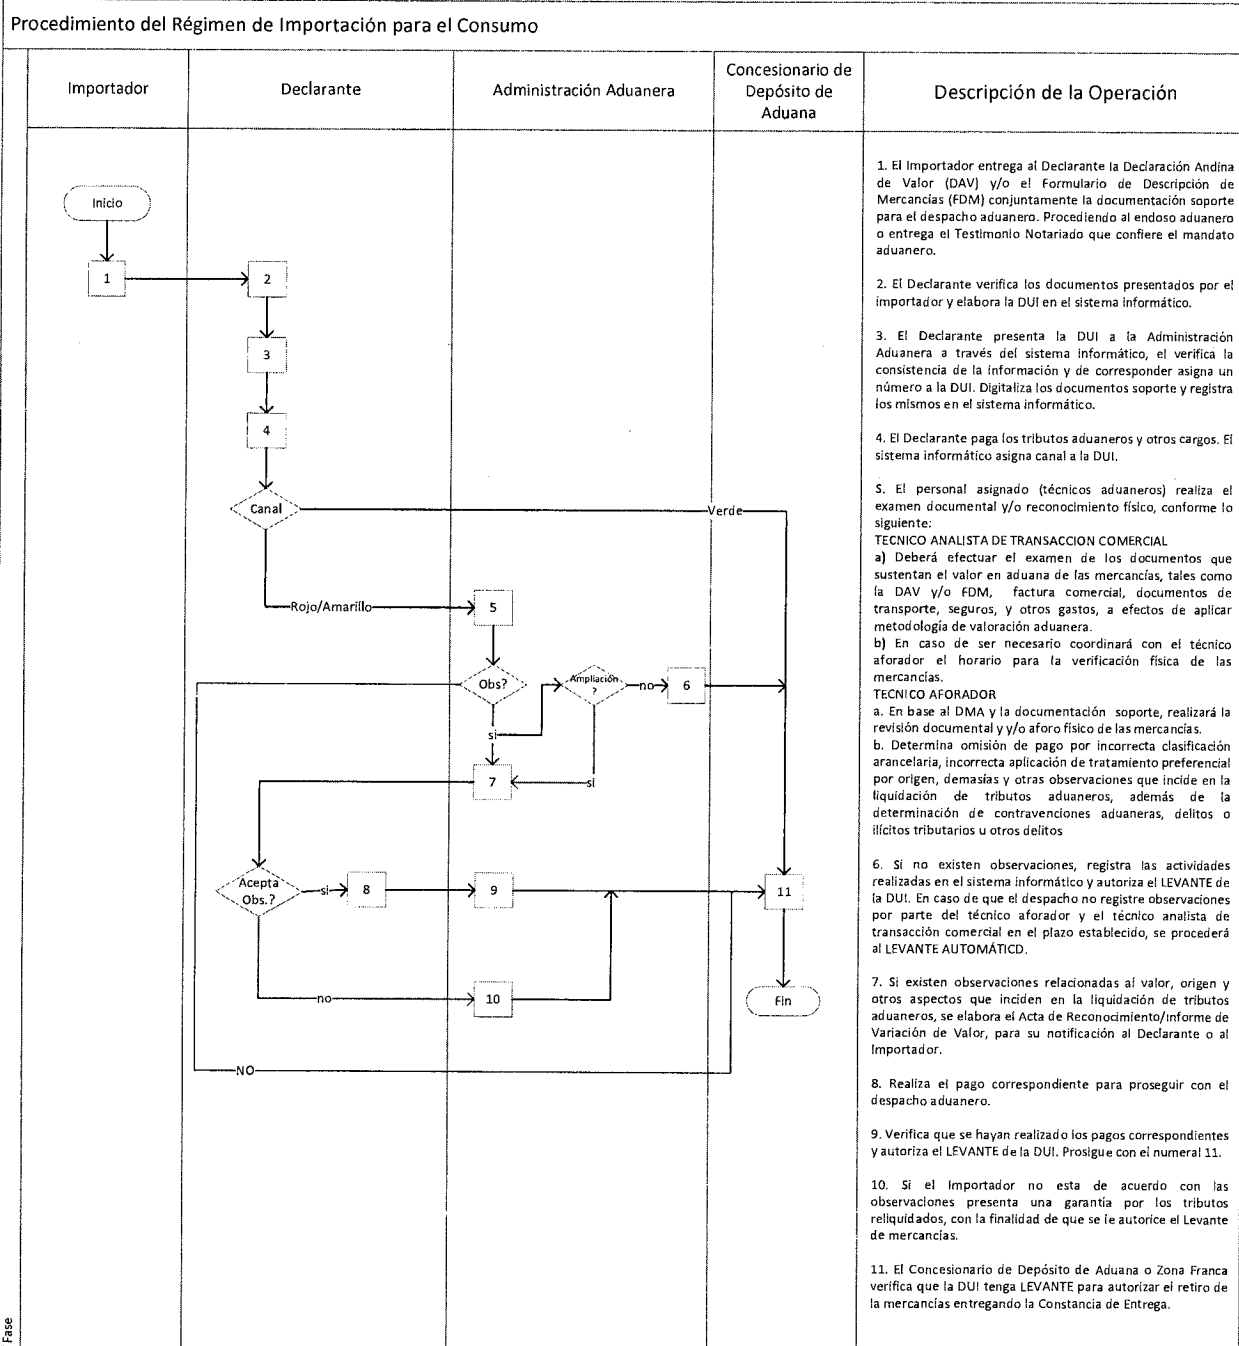 Procedimiento del Régimen de Importación para el Consumo
Importador
Declarante
Administración Aduanera
Concesionario de
Depósito de
Aduana
Descripción de la Operación
Inicio
1
2
3
4
Canal
Verde
Rojo/Amarillo
5
Obs?
Ampliación
?
no
6
si
7
si
Acepta
Obs.?
si
8
9
11
no
10
Fin
NO
Fase
1. El Importador entrega al Declarante la Declaración Andina
de Valor (DAV) y/o el Formulario de Descripción de
Mercancías (FDM) conjuntamente la documentación soporte
para el despacho aduanero. Procediendo al endoso aduanero
o entrega el Testimonio Notariado que confiere el mandato
aduanero.
2. El Declarante verifica los documentos presentados por el
importador y elabora la DUI en el sistema informático.
3. El Declarante presenta la DUI a la Administración
Aduanera a través del sistema informático, el verifica la
consistencia de la información y de corresponder asigna un
número a la DUI. Digitaliza los documentos soporte y registra
los mismos en el sistema informático.
4. El Declarante paga los tributos aduaneros y otros cargos. El
sistema informático asigna canal a la DUI.
5. El personal asignado (técnicos aduaneros) realiza el
examen documental y/o reconocimiento físico, conforme lo
siguiente:
TECNICO ANALISTA DE TRANSACCION COMERCIAL
a) Deberá efectuar el examen de los documentos que
sustentan el valor en aduana de las mercancías, tales como
la DAV y/o FDM, factura comercial, documentos de
transporte, seguros, y otros gastos, a efectos de aplicar
metodología de valoración aduanera.
b) En caso de ser necesario coordinará con el técnico
aforador el horario para la verificación física de las
mercancías.
TECNICO AFORADOR
a. En base al DMA y la documentación soporte, realizará la
revisión documental y y/o aforo físico de las mercancías.
b. Determina omisión de pago por incorrecta clasificación
arancelaria, incorrecta aplicación de tratamiento preferencial
por origen, demasías y otras observaciones que incide en la
liquidación de tributos aduaneros, además de la
determinación de contravenciones aduaneras, delitos o
ilícitos tributarios u otros delitos
6. Si no existen observaciones, registra las actividades
realizadas en el sistema informático y autoriza el LEVANTE de
la DUI. En caso de que el despacho no registre observaciones
por parte del técnico aforador y el técnico analista de
transacción comercial en el plazo establecido, se procederá
al LEVANTE AUTOMÁTICO.
7. Si existen observaciones relacionadas al valor, origen y
otros aspectos que inciden en la liquidación de tributos
aduaneros, se elabora el Acta de Reconocimiento/Informe de
Variación de Valor, para su notificación al Declarante o al
Importador.
8. Realiza el pago correspondiente para proseguir con el
despacho aduanero.
9. Verifica que se hayan realizado los pagos correspondientes
y autoriza el LEVANTE de la DUI. Prosigue con el numeral 11.
10. Si el Importador no esta de acuerdo con las
observaciones presenta una garantía por los tributos
reliquidados, con la finalidad de que se le autorice el Levante
de mercancías.
11. El Concesionario de Depósito de Aduana o Zona Franca
verifica que la DUI tenga LEVANTE para autorizar el retiro de
la mercancías entregando la Constancia de Entrega.